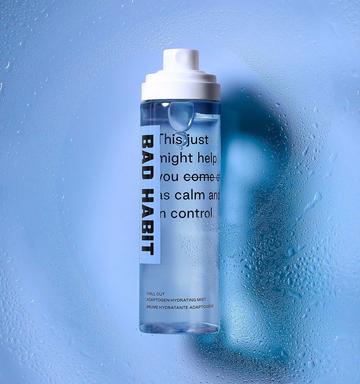 BAD HABIT
This just
might help
you come o
as calm and
in control.
CHILL OUT
ADAPTOGEN HYDRATING MIST
BRUME HYDRATANTE ADAPTOGÈNE